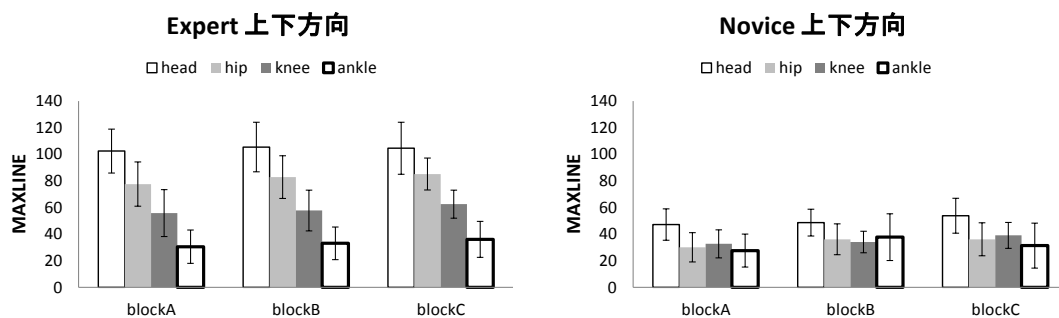 Expert 上下方向
head hip knee ankle
MAXLINE
140
120
100
80
60
40
20
0
blockA blockB blockC
Novice 上下方向
head hip knee ankle
MAXLINE
140
120
100
80
60
40
20
0
blockA blockB blockC